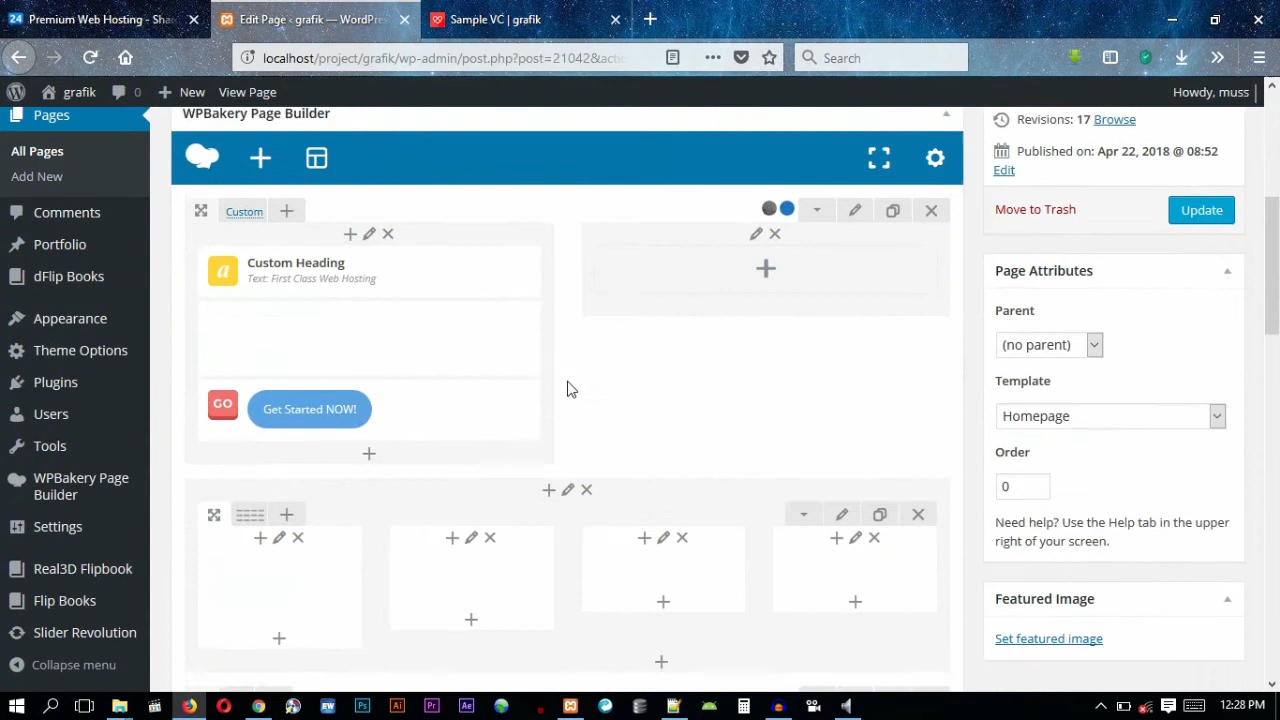 Premium Web Hosting - Sha
Edit Page ‹ grafik — WordPres
Sample VC | grafik
localhost/project/grafik/wp-admin/post.php?post=21042&acti
Search
grafik
0
New
View Page
Howdy, muss
Pages
All Pages
Add New
Comments
Portfolio
dFlip Books
Appearance
Theme Options
Plugins
Users
Tools
WPBakery Page
Builder
Settings
Real3D Flipbook
Flip Books
Slider Revolution
Collapse menu
WPBakery Page Builder
Custom
Custom Heading
Text: First Class Web Hosting
GO
Get Started NOW!
Revisions: 17 Browse
Published on: Apr 22, 2018 @ 08:52
Edit
Move to Trash
Update
Page Attributes
Parent
(no parent)
Template
Homepage
Order
0
Need help? Use the Help tab in the upper
right of your screen.
Featured Image
Set featured image
12:28 PM